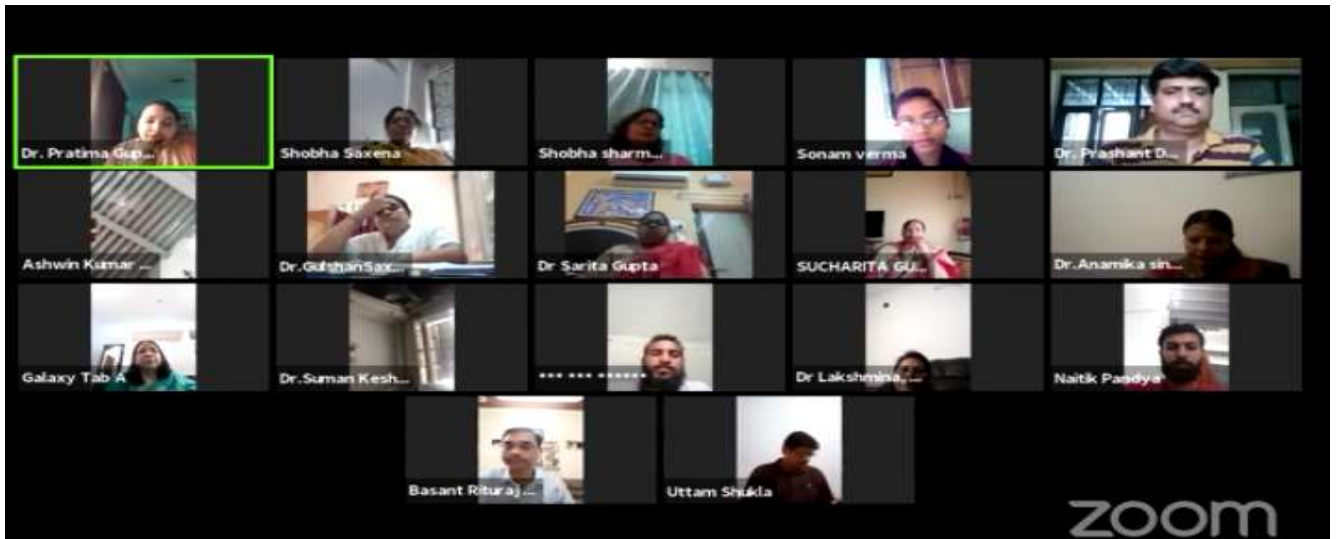 Dr. Pratima Gup...
Shobha Saxena
Shobha sharm...
Sonam verma
Dr. Prashant D...
Ashwin Kumar ...
Dr.GulshanSax...
Dr Sarita Gupta
SUCHARITA GU...
Dr.Anamika sin...
Galaxy Tab A
Dr.Suman Kesh...
*** *** ******
Dr Lakshmina...
Naitik Pandya
Basant Rituraj ...
Uttam Shukla
zoom